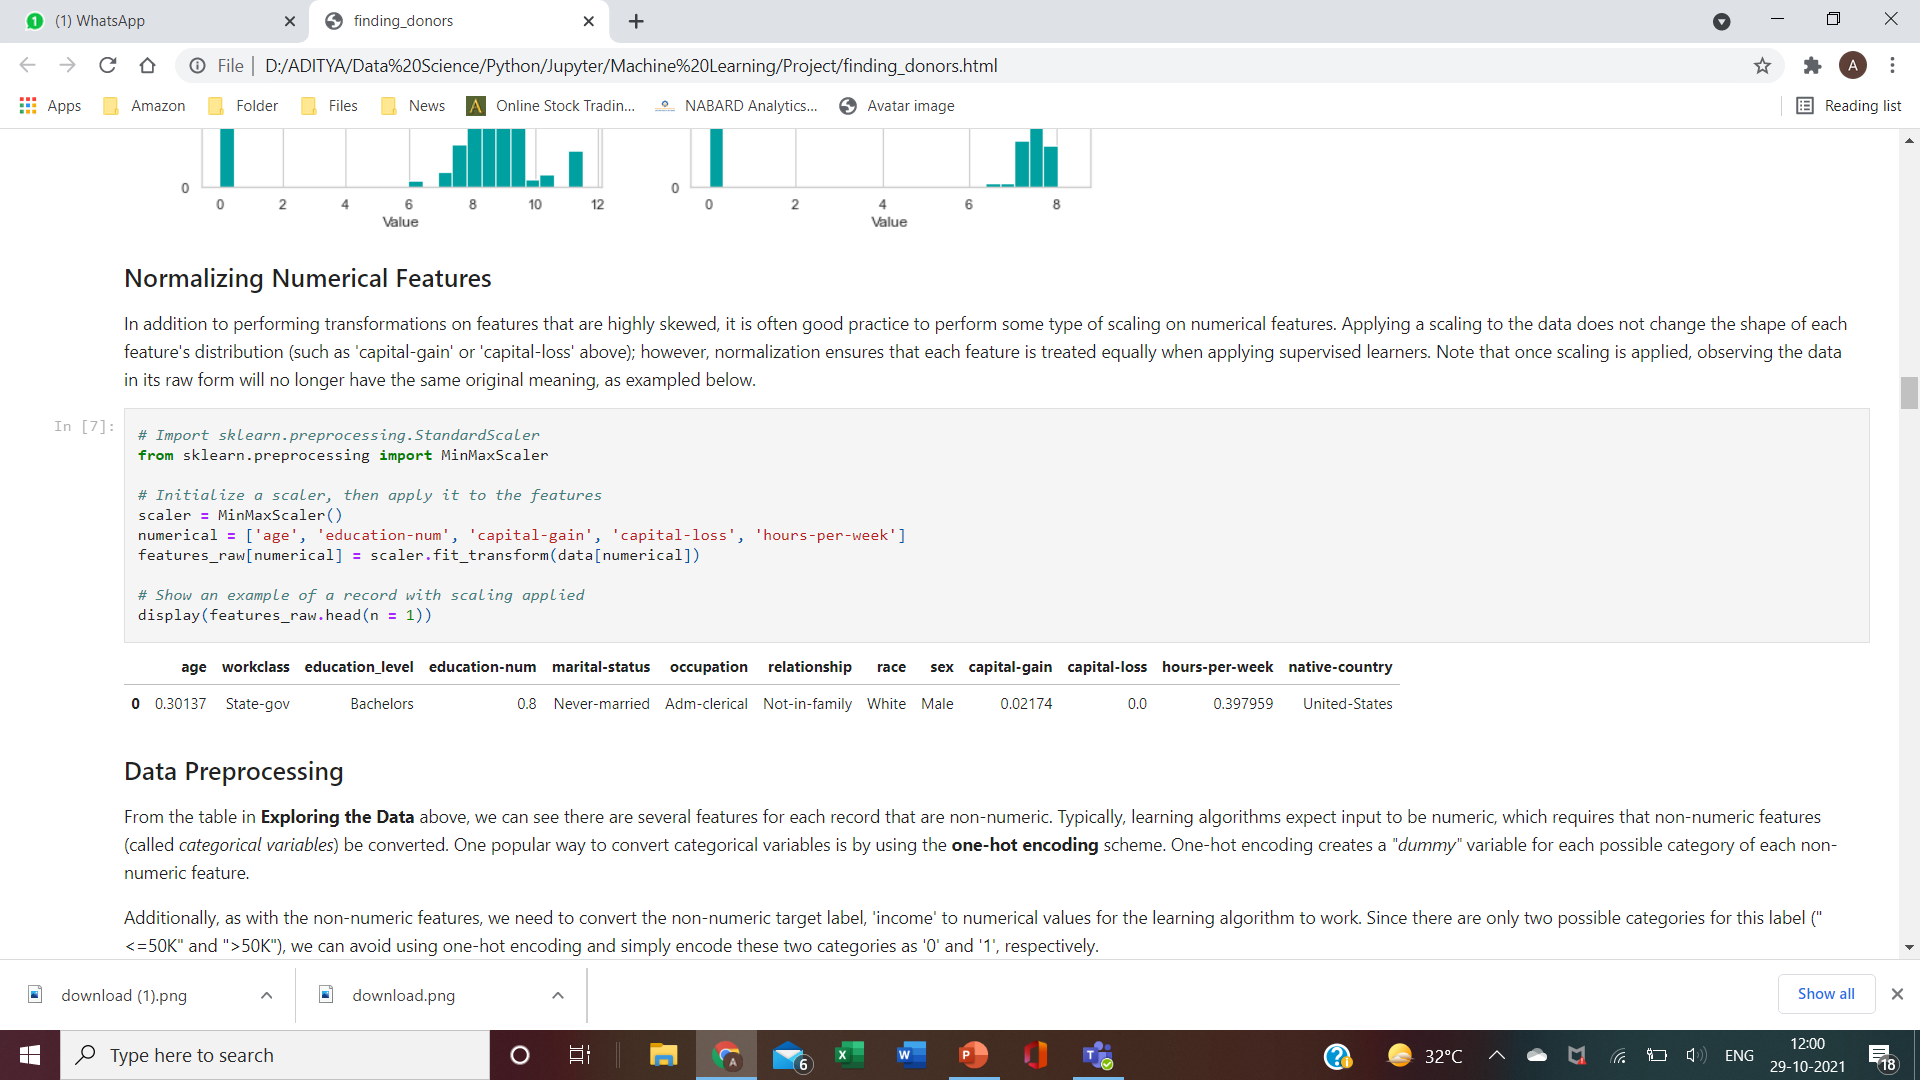 1 (1) WhatsApp
finding_donors
File D:/ADITYA/Data%20Science/Python/Jupyter/Machine%20Learning/Project/finding_donors.html
A
Apps Amazon Folder Files News A Online Stock Tradin... NABARD Analytics... Avatar image Reading list
0 0
0 2 4 6 8 10 12 0 2 4 6 8
Value Value
Normalizing Numerical Features
In addition to performing transformations on features that are highly skewed, it is often good practice to perform some type of scaling on numerical features. Applying a scaling to the data does not change the shape of each
feature's distribution (such as 'capital-gain' or 'capital-loss' above); however, normalization ensures that each feature is treated equally when applying supervised learners. Note that once scaling is applied, observing the data
in its raw form will no longer have the same original meaning, as exampled below.
In [7]:
# Import sklearn.preprocessing.StandardScaler
from sklearn.preprocessing import MinMaxScaler
# Initialize a scaler, then apply it to the features
scaler = MinMaxScaler()
numerical = ['age', 'education-num', 'capital-gain', 'capital-loss', 'hours-per-week']
features_raw[numerical] = scaler.fit_transform(data[numerical])
# Show an example of a record with scaling applied
display(features_raw.head(n = 1))
age workclass education_level education-num marital-status occupation relationship race sex capital-gain capital-loss hours-per-week native-country
0 0.30137 State-gov Bachelors 0.8 Never-married Adm-clerical Not-in-family White Male 0.02174 0.0 0.397959 United-States
Data Preprocessing
From the table in Exploring the Data above, we can see there are several features for each record that are non-numeric. Typically, learning algorithms expect input to be numeric, which requires that non-numeric features
(called categorical variables) be converted. One popular way to convert categorical variables is by using the one-hot encoding scheme. One-hot encoding creates a "dummy" variable for each possible category of each non-
numeric feature.
Additionally, as with the non-numeric features, we need to convert the non-numeric target label, 'income' to numerical values for the learning algorithm to work. Since there are only two possible categories for this label ("
<=50K" and ">50K"), we can avoid using one-hot encoding and simply encode these two categories as '0' and '1', respectively.
download (1).png download.png Show all
Type here to search
A 6 X W P T
32°C ENG
12:00
29-10-2021
18